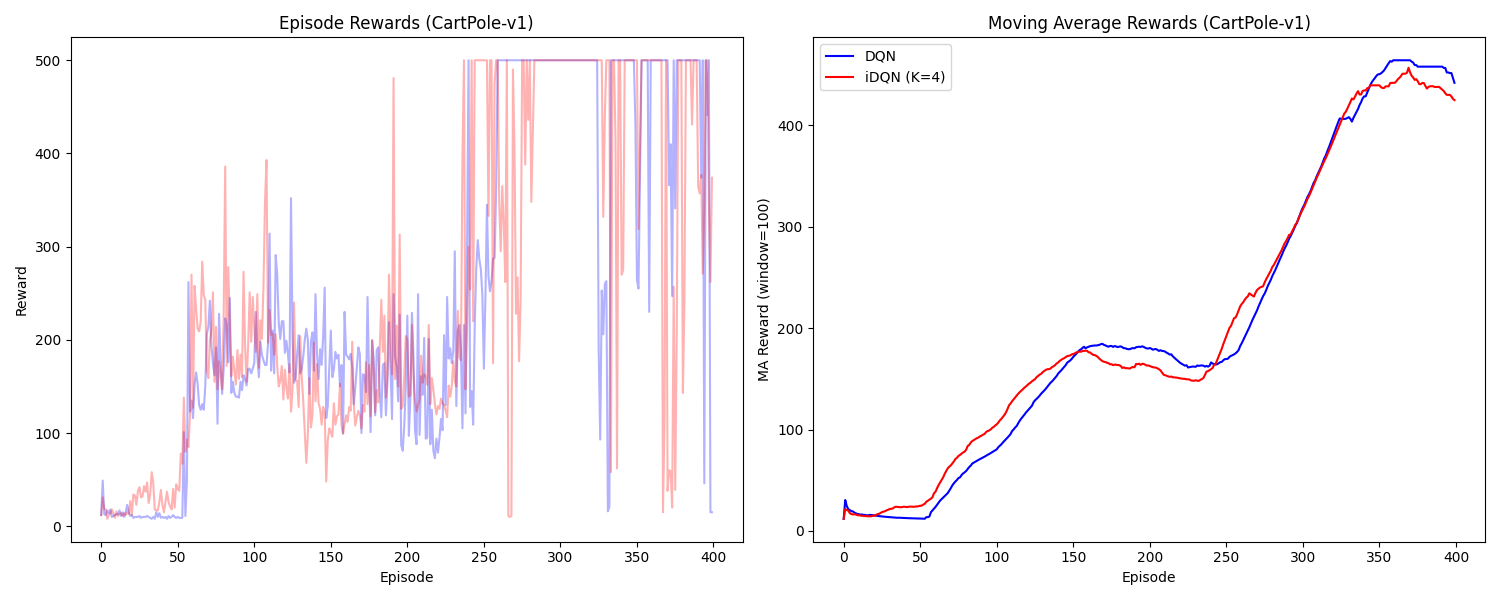 Episode Rewards (CartPole-v1)
Reward
500
400
300
200
100
0
0 50 100 150 200 250 300 350 400
Episode
Moving Average Rewards (CartPole-v1)
MA Reward (window=100)
DQN
iDQN (K=4)
400
300
200
100
0
0 50 100 150 200 250 300 350 400
Episode